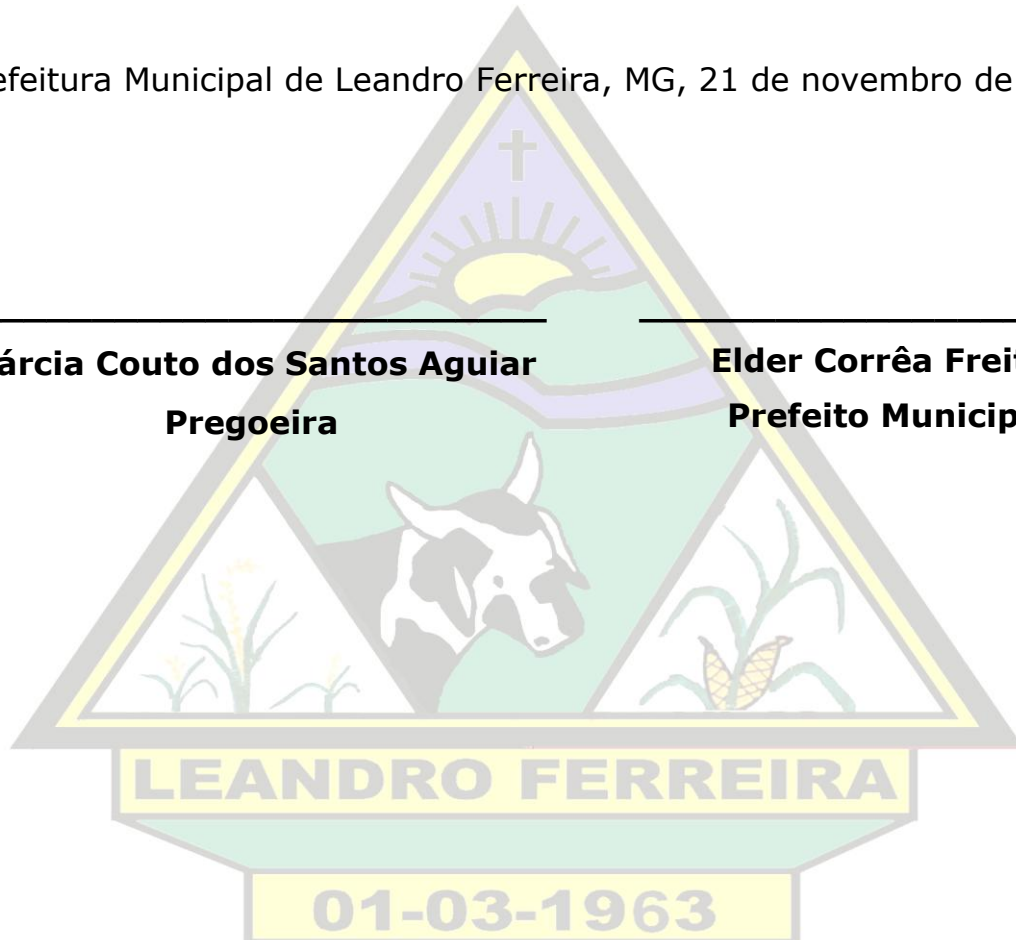 efeitura Municipal de Leandro Ferreira, MG, 21 de novembro de
árcia Couto dos Santos Aguiar
Elder Corrêa Freit
Pregoeira
Prefeito Municip
LEANDRO FERREIRA
01-03-1963